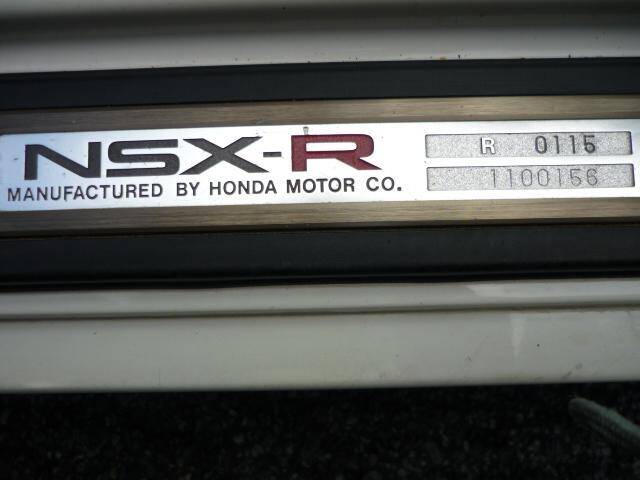 NSX-R
MANUFACTURED BY HONDA MOTOR CO.
R 0115
1100156